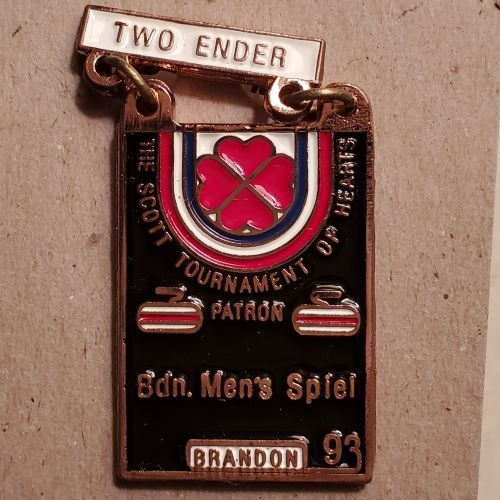 TWO ENDER
THE SCOTT TOURNAMENT OF HEARTS
PATRON
Bdn. Men's Spiel
BRANDON 93